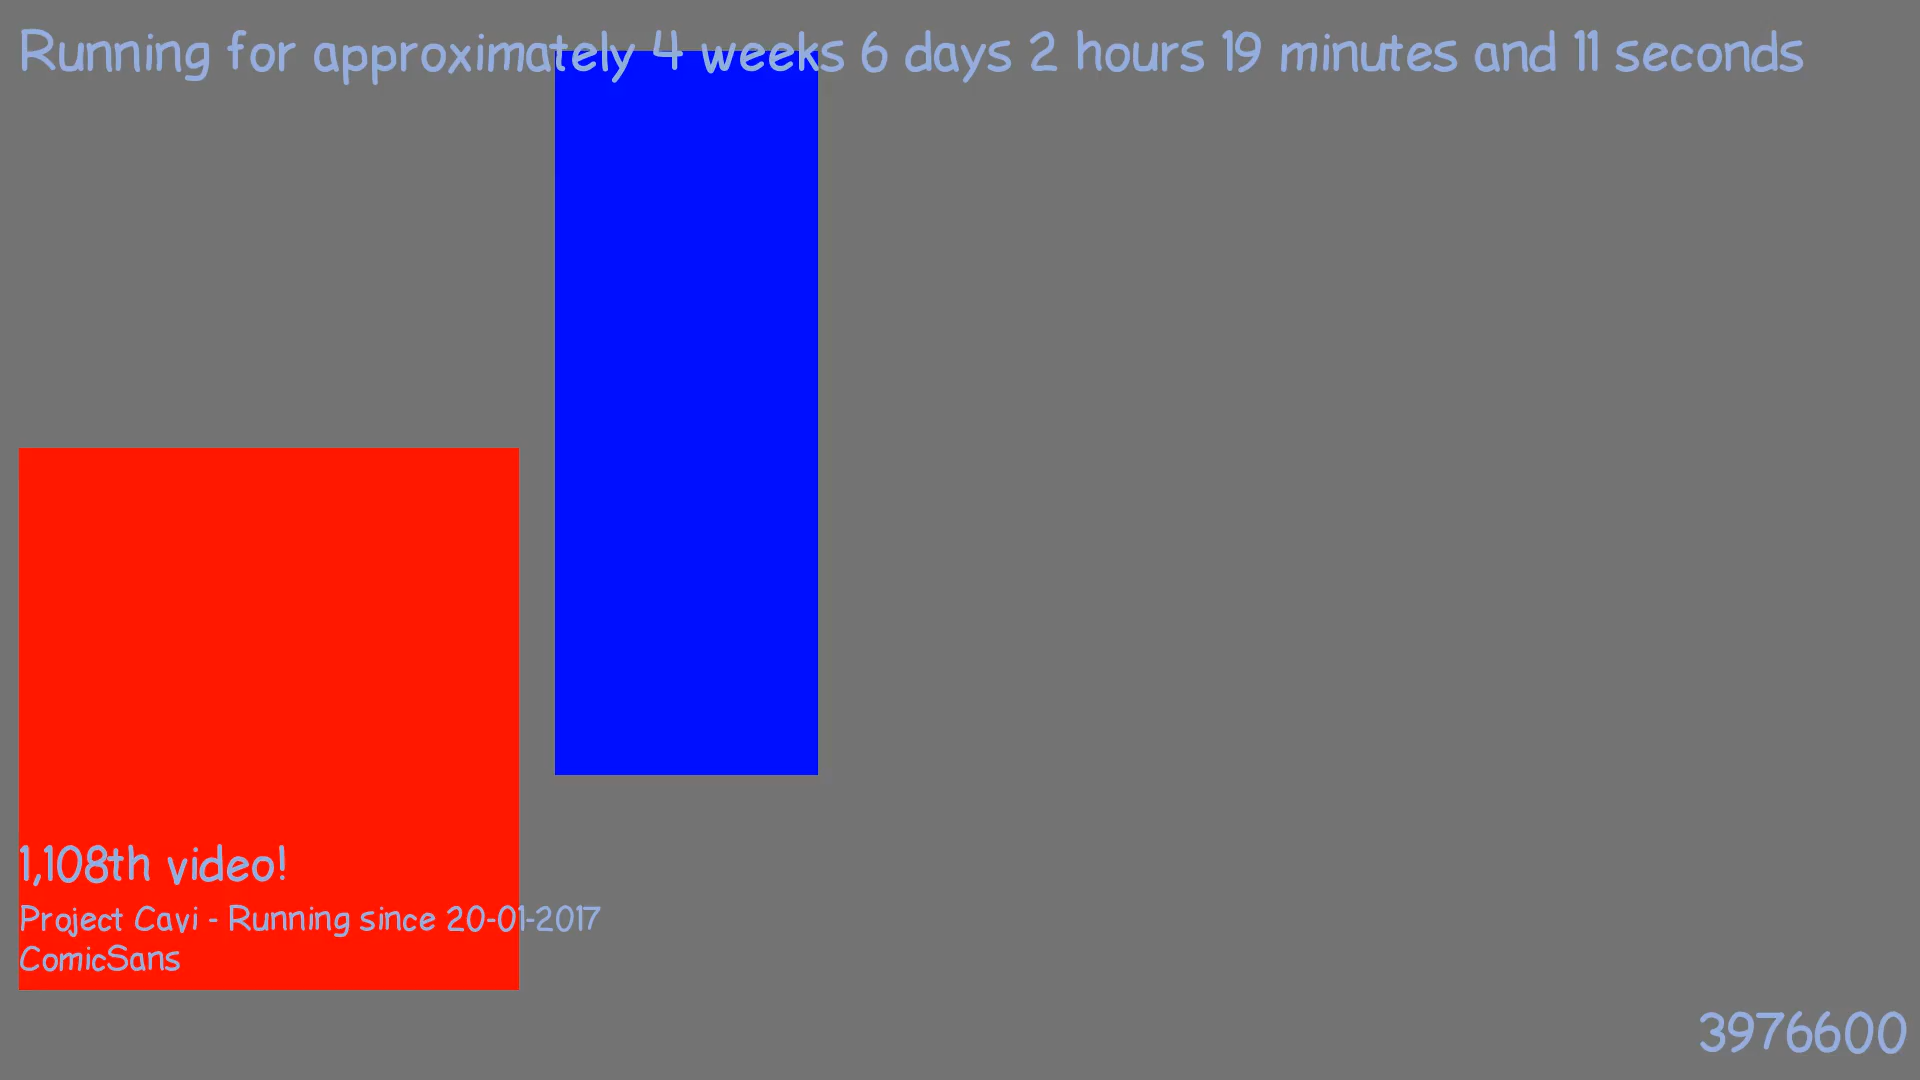 Running for approximately 4 weeks 6 days 2 hours 19 minutes and 11 seconds
1,108th video!
Project Cavi - Running since 20-01-2017
ComicSans
3976600